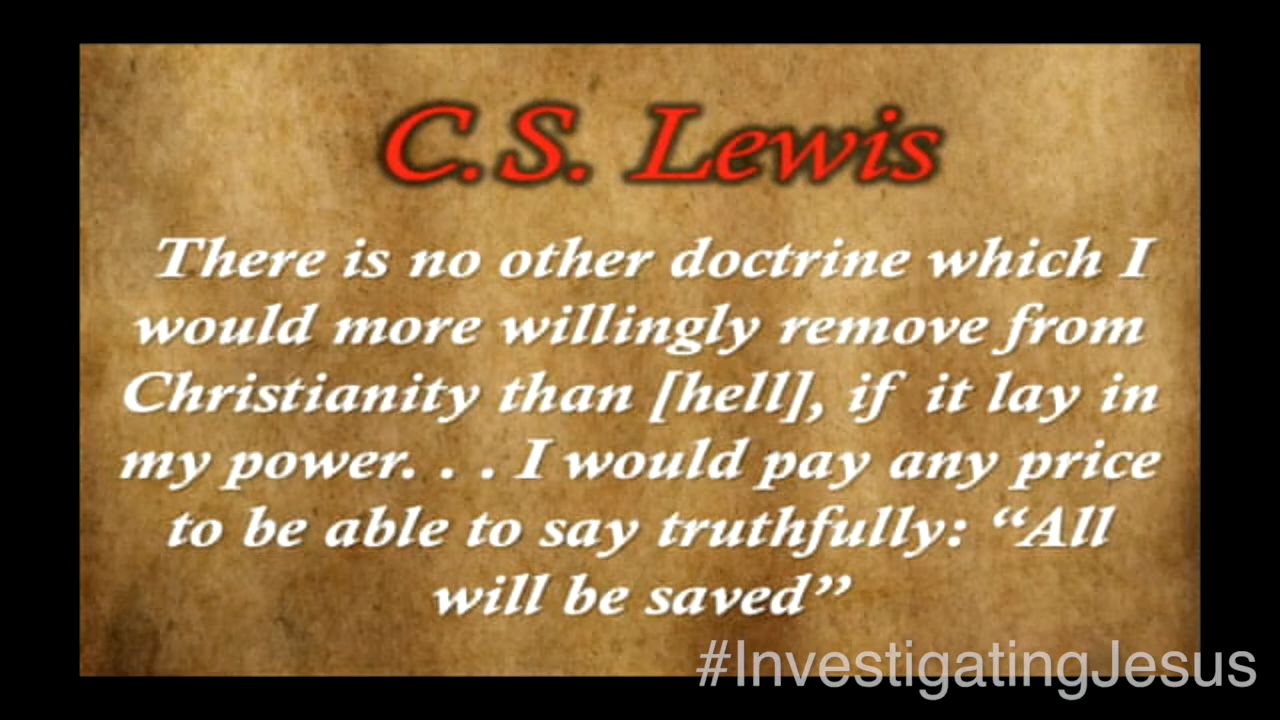 C.S. Lewis
There is no other doctrine which I
would more willingly remove from
Christianity than [hell], if it lay in
my power. . . I would pay any price
to be able to say truthfully: “All
will be saved”
#InvestigatingJesus